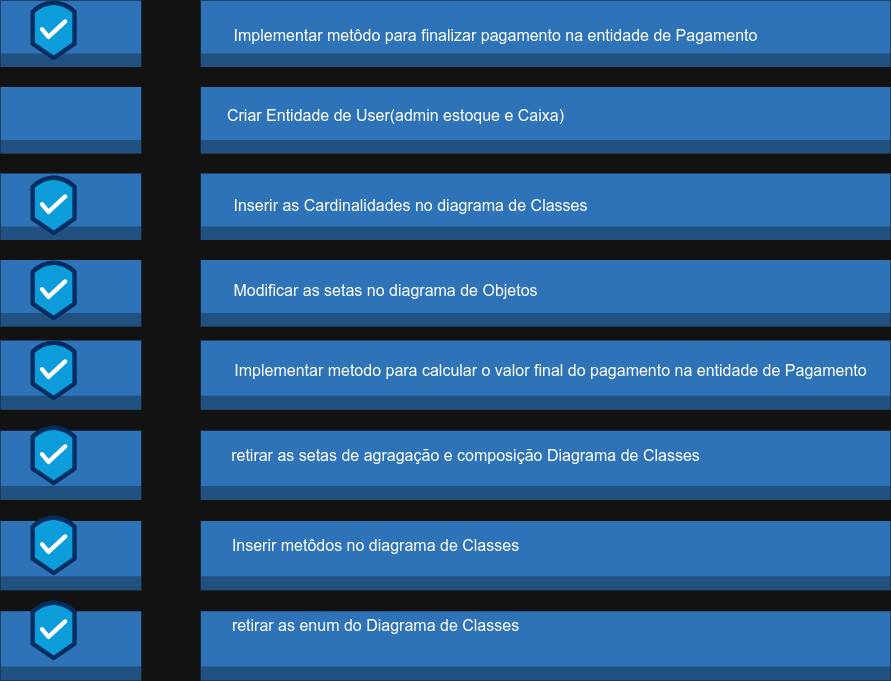 Implementar metôdo para finalizar pagamento na entidade de Pagamento
Criar Entidade de User(admin estoque e Caixa)
Inserir as Cardinalidades no diagrama de Classes
Modificar as setas no diagrama de Objetos
Implementar metodo para calcular o valor final do pagamento na entidade de Pagamento
retirar as setas de agragação e composição Diagrama de Classes
Inserir metôdos no diagrama de Classes
retirar as enum do Diagrama de Classes